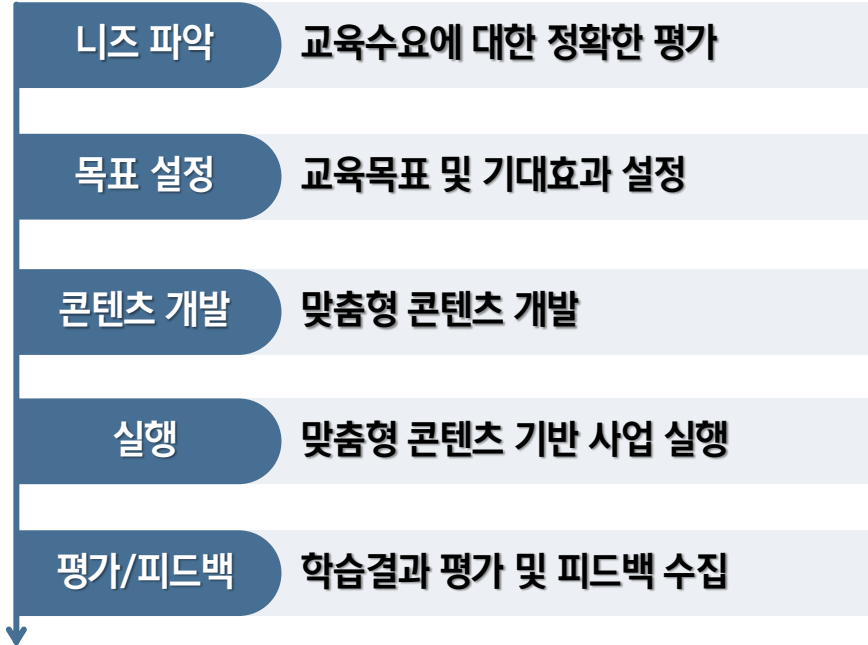 니즈 파악
교육수요에 대한 정확한 평가
목표 설정
교육목표 및 기대효과 설정
콘텐츠 개발
맞춤형 콘텐츠 개발
실행
맞춤형 콘텐츠 기반 사업 실행
평가/피드백
학습결과 평가 및 피드백 수집